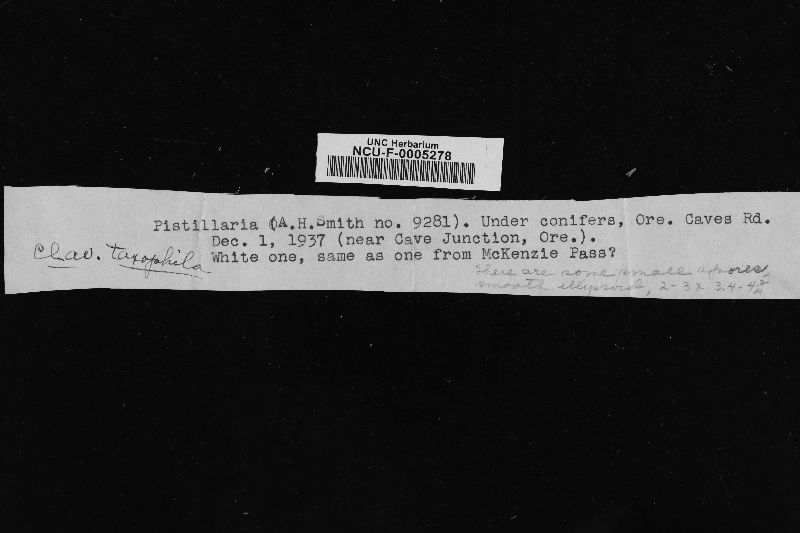 UNC Herbarium
NCU-F-0005278
Pistillaria (A.H.Smith no. 9281). Under conifers, Ore. Caves Rd.
Dec. 1, 1937 (near Cave Junction, Ore.).
Clav. taxophila White one, same as one from McKenzie Pass?
there are some small spores,
smooth, ellipsoid, 2-3 x 3.4-4.2 μ